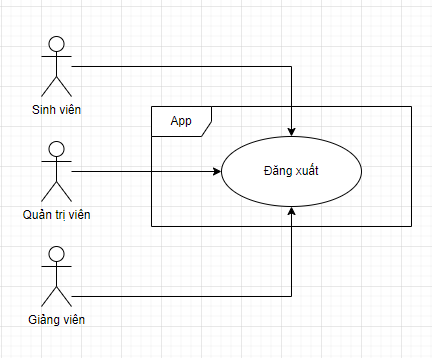 Sinh viên
App
Đăng xuất
Quản trị viên
Giảng viên